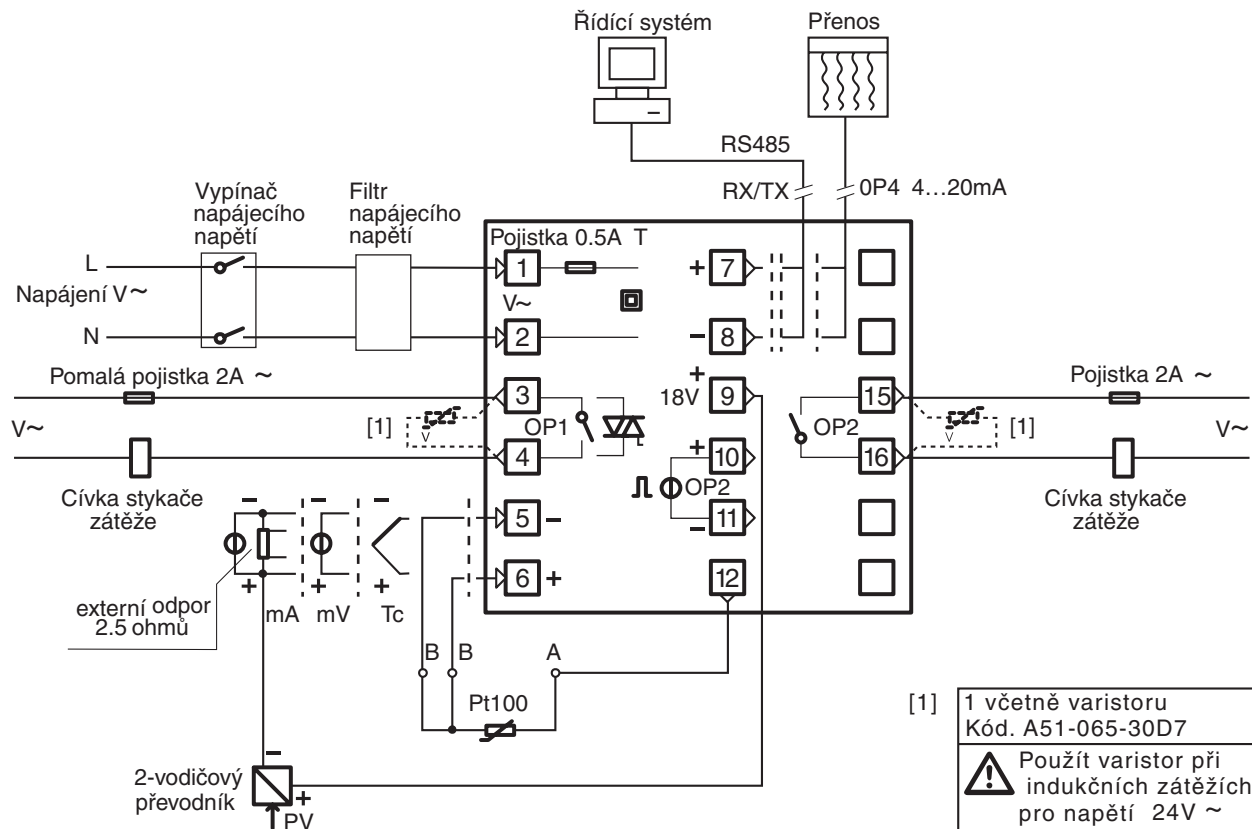 Řídící systém
Přenos
RS485
RX/TX
0P4 4...20mA
Vypínač
napájecího
napětí
Filtr
napájecího
napětí
Pojistka 0.5A T
L
Napájení V ~
N
1
V~
2
+ 7
− 8
Pomalá pojistka 2A ~
3
+
18V
9
15
Pojistka 2A ~
V~
[1]
V
OP1
OP2
V
[1]
V~
4
+
10
16
Cívka stykače
zátěže
OP2
Cívka stykače
zátěže
− − −
5 −
−
11
6 +
12
+ + +
mA mV Tc
externí odpor
2.5 ohmů
B B A
Pt100
[1]
1 včetně varistoru
Kód. A51-065-30D7
Použít varistor při
indukčních zátěžích
pro napětí 24V ~
−
2-vodičový
převodník
+
PV